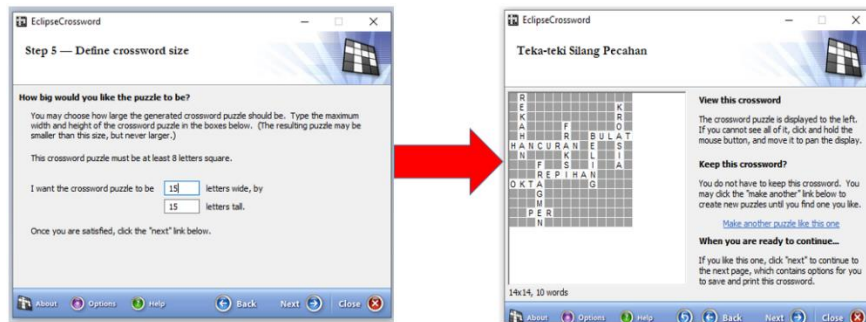 EclipseCrossword
Step 5 — Define crossword size
How big would you like the puzzle to be?
You may choose how large the generated crossword puzzle should be. Type the maximum
width and height of the crossword puzzle in the boxes below. (The resulting puzzle may be
smaller than this size, but never larger.)
This crossword puzzle must be at least 8 letters square.
I want the crossword puzzle to be 15 letters wide, by
15 letters tall.
Once you are satisfied, click the "next" link below.
About Options Help Back Next Close
EclipseCrossword
Teka-teki Silang Pecahan
R
E K
K R
A F O
H R B U L A T
H A N C U R A N E S
N K L I
F K I A
R E P I H A N
O K T A G
G
M
P E R
N
14x14, 10 words
View this crossword
The crossword puzzle is displayed to the left.
If you cannot see all of it, click and hold the
mouse button, and move it to pan the display.
Keep this crossword?
You do not have to keep this crossword. You
may click the "make another" link below to
create new puzzles until you find one you like.
Make another puzzle like this one
When you are ready to continue...
If you like this one, click "next" to continue to
the next page, which contains options for you
to save and print this crossword.
About Options Help Back Next Close